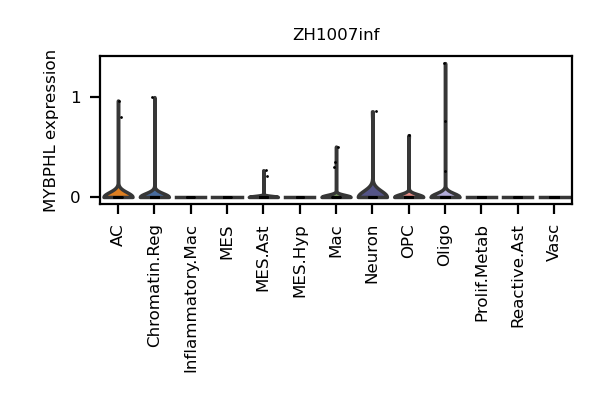 ZH1007inf
MYBPHL expression
1
0
AC
Chromatin.Reg
Inflammatory.Mac
MES
MES.Ast
MES.Hyp
Mac
Neuron
OPC
Oligo
Prolif.Metab
Reactive.Ast
Vasc